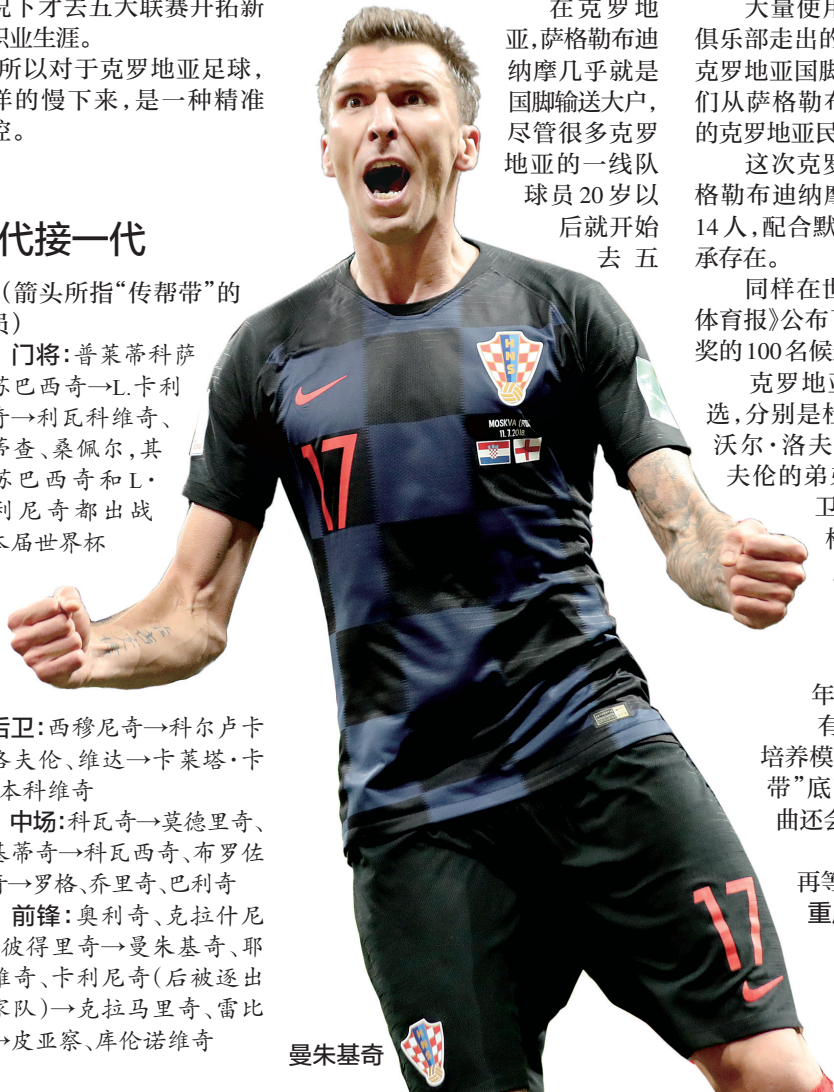 况下才去五大联赛开拓新
职业生涯。
所以对于克罗地亚足球,
样的慢下来,是一种精准
控。
代接一代
(箭头所指“传帮带”的
员)
门将:普莱蒂科萨
苏巴西奇→L.卡利
奇→利瓦科维奇、
蒂查、桑佩尔,其
苏巴西奇和L·
利尼奇都出战
本届世界杯
后卫:西穆尼奇→科尔卢卡
洛夫伦、维达→卡莱塔·卡
本科维奇
中场:科瓦奇→莫德里奇、
基蒂奇→科瓦西奇、布罗佐
奇→罗格、乔里奇、巴利奇
前锋:奥利奇、克拉什尼
彼得里奇→曼朱基奇、耶
维奇、卡利尼奇(后被逐出
家队)→克拉马里奇、雷比
→皮亚察、库伦诺维奇
在克罗地
亚,萨格勒布迪
纳摩几乎就是
国脚输送大户,
尽管很多克罗
地亚的一线队
球员20岁以
后就开始
去五
HNS
MOSKVA
11.7.2018.
17
17
曼朱基奇
大量使用
俱乐部走出的
克罗地亚国脚
们从萨格勒布
的克罗地亚民
这次克罗
格勒布迪纳摩
14人,配合默
承存在。
同样在世
体育报》公布
奖的100名候
克罗地亚
选,分别是杜
沃尔·洛夫
夫伦的弟弟
卫
年
有
培养模
带”底
曲还会
再等
重